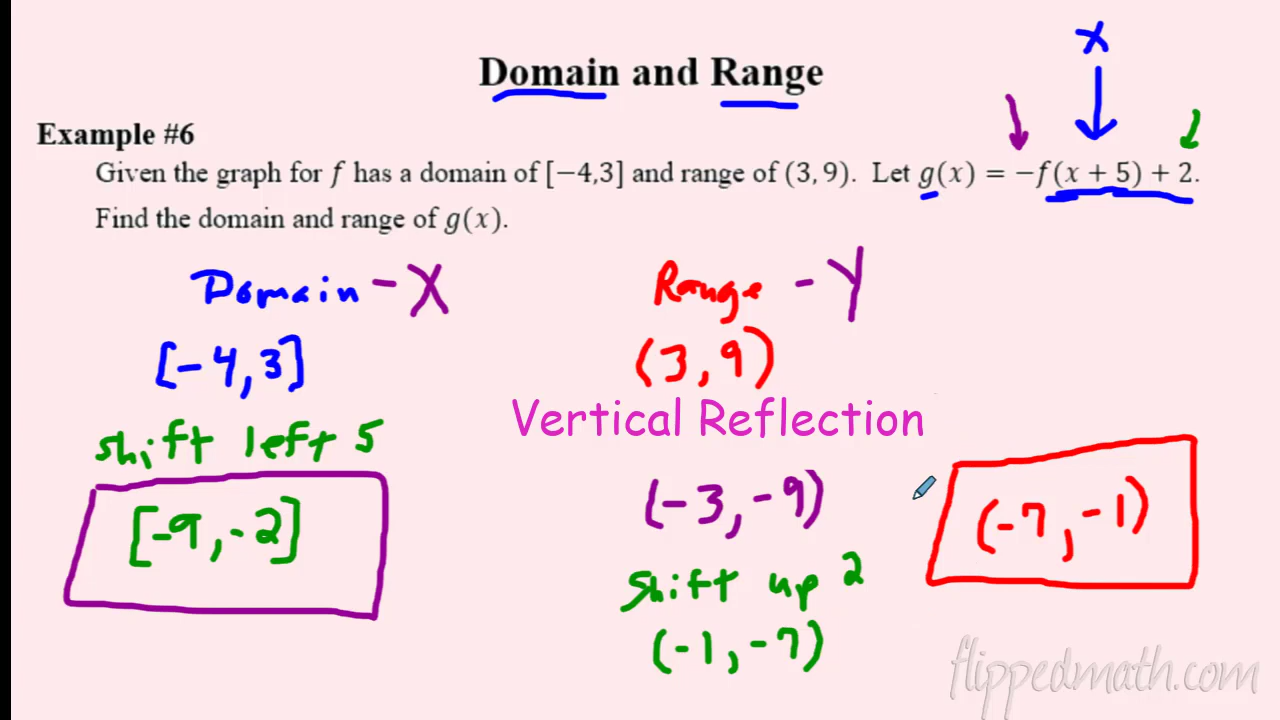 x
Domain and Range
Example #6
Given the graph for f has a domain of [−4,3] and range of (3, 9). Let g(x) = −f(x + 5) + 2.
Find the domain and range of g(x).
Domain - X
Range - Y
[-4,3]
(3,9)
Vertical Reflection
shift left 5
(-3,-9)
[-9,-2]
(-7,-1)
shift up 2
(-1,-7)
flippedmath.com